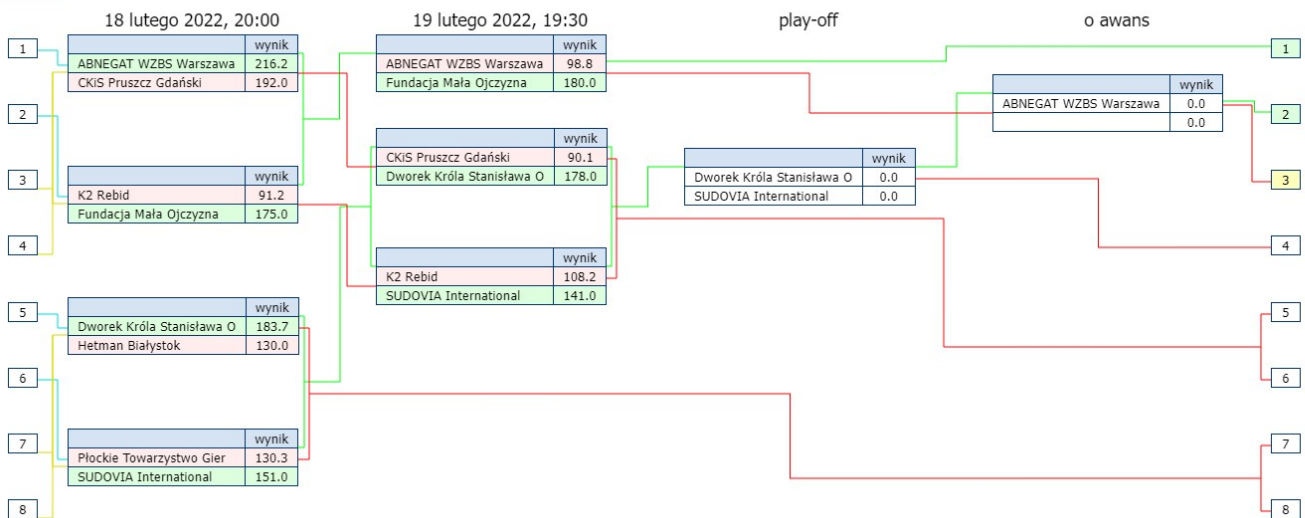 18 lutego 2022, 20:00
19 lutego 2022, 19:30
play-off
o awans
1
2
3
4
5
6
7
8
wynik
ABNEGAT WZBS Warszawa 216.2
CKiS Pruszcz Gdański 192.0
wynik
K2 Rebid 91.2
Fundacja Mała Ojczyzna 175.0
wynik
Dworek Króla Stanisława O 183.7
Hetman Białystok 130.0
wynik
Płockie Towarzystwo Gier 130.3
SUDOVIA International 151.0
wynik
ABNEGAT WZBS Warszawa 98.8
Fundacja Mała Ojczyzna 180.0
wynik
CKiS Pruszcz Gdański 90.1
Dworek Króla Stanisława O 178.0
wynik
K2 Rebid 108.2
SUDOVIA International 141.0
wynik
Dworek Króla Stanisława O 0.0
SUDOVIA International 0.0
wynik
ABNEGAT WZBS Warszawa 0.0
0.0
1
2
3
4
5
6
7
8